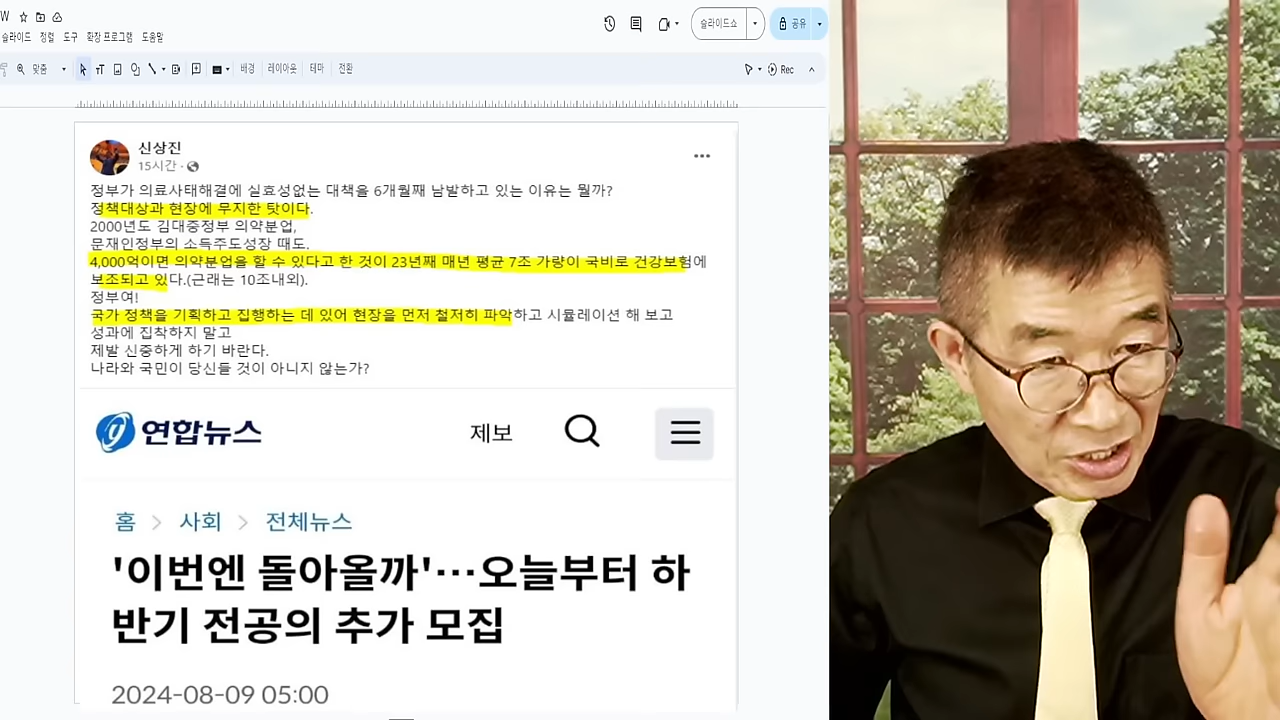 W
슬라이드 정렬 도구 확장 프로그램 도움말
슬라이드쇼
공유
맞춤
배경 레이아웃 테마 전환
Rec
신상진
15시간
정부가 의료사태해결에 실효성없는 대책을 6개월째 남발하고 있는 이유는 뭘까?
정책대상과 현장에 무지한 탓이다.
2000년도 김대중정부 의약분업,
문재인정부의 소득주도성장 때도.
4,000억이면 의약분업을 할 수 있다고 한 것이 23년째 매년 평균 7조 가량이 국비로 건강보험에
보조되고 있다.(근래는 10조내외).
정부여!
국가 정책을 기획하고 집행하는 데 있어 현장을 먼저 철저히 파악하고 시뮬레이션 해 보고
성과에 집착하지 말고
제발 신중하게 하기 바란다.
나라와 국민이 당신들 것이 아니지 않는가?
연합뉴스
제보
홈 > 사회 > 전체뉴스
'이번엔 돌아올까'…오늘부터 하
반기 전공의 추가 모집
2024-08-09 05:00